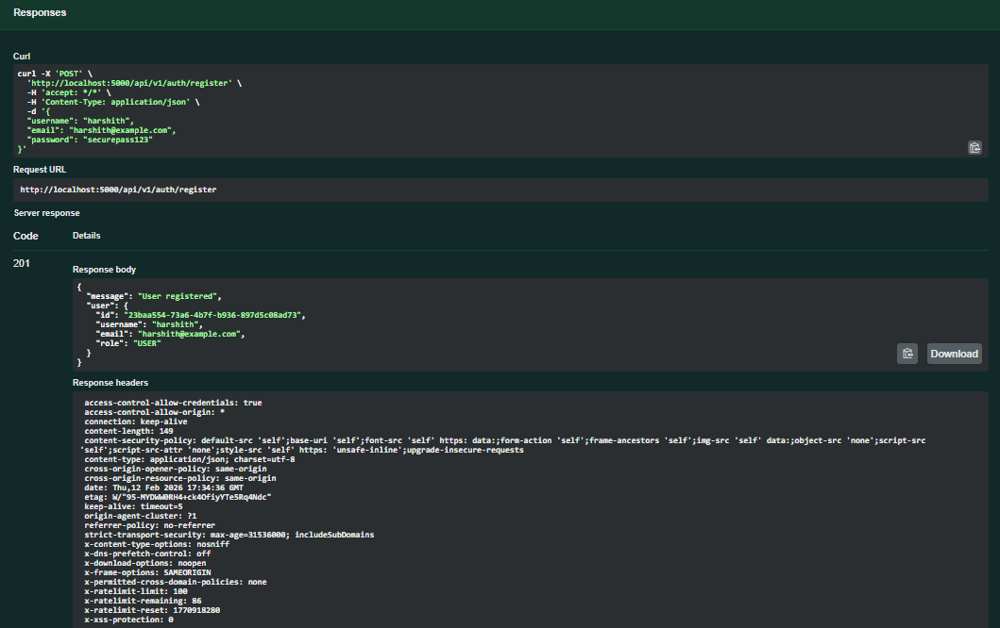 Responses
Curl
curl -X 'POST' \
  'http://localhost:5000/api/v1/auth/register' \
  -H 'accept: */*' \
  -H 'Content-Type: application/json' \
  -d '{
  "username": "harshith",
  "email": "harshith@example.com",
  "password": "securepass123"
}'
Request URL
http://localhost:5000/api/v1/auth/register
Server response
Code Details
201
Response body
{
  "message": "User registered",
  "user": {
    "id": "23baa554-73a6-4b7f-b936-897d5c08ad73",
    "username": "harshith",
    "email": "harshith@example.com",
    "role": "USER"
  }
}
Download
Response headers
access-control-allow-credentials: true
access-control-allow-origin: *
connection: keep-alive
content-length: 149
content-security-policy: default-src 'self';base-uri 'self';font-src 'self' https: data:;form-action 'self';frame-ancestors 'self';img-src 'self' data:;object-src 'none';script-src
'self';script-src-attr 'none';style-src 'self' https: 'unsafe-inline';upgrade-insecure-requests
content-type: application/json; charset=utf-8
cross-origin-opener-policy: same-origin
cross-origin-resource-policy: same-origin
date: Thu,12 Feb 2026 17:34:36 GMT
etag: W/"95-MYDWW0RH4+ck4OfiyYTe5Rq4Ndc"
keep-alive: timeout=5
origin-agent-cluster: ?1
referrer-policy: no-referrer
strict-transport-security: max-age=31536000; includeSubDomains
x-content-type-options: nosniff
x-dns-prefetch-control: off
x-download-options: noopen
x-frame-options: SAMEORIGIN
x-permitted-cross-domain-policies: none
x-ratelimit-limit: 100
x-ratelimit-remaining: 86
x-ratelimit-reset: 1770918280
x-xss-protection: 0